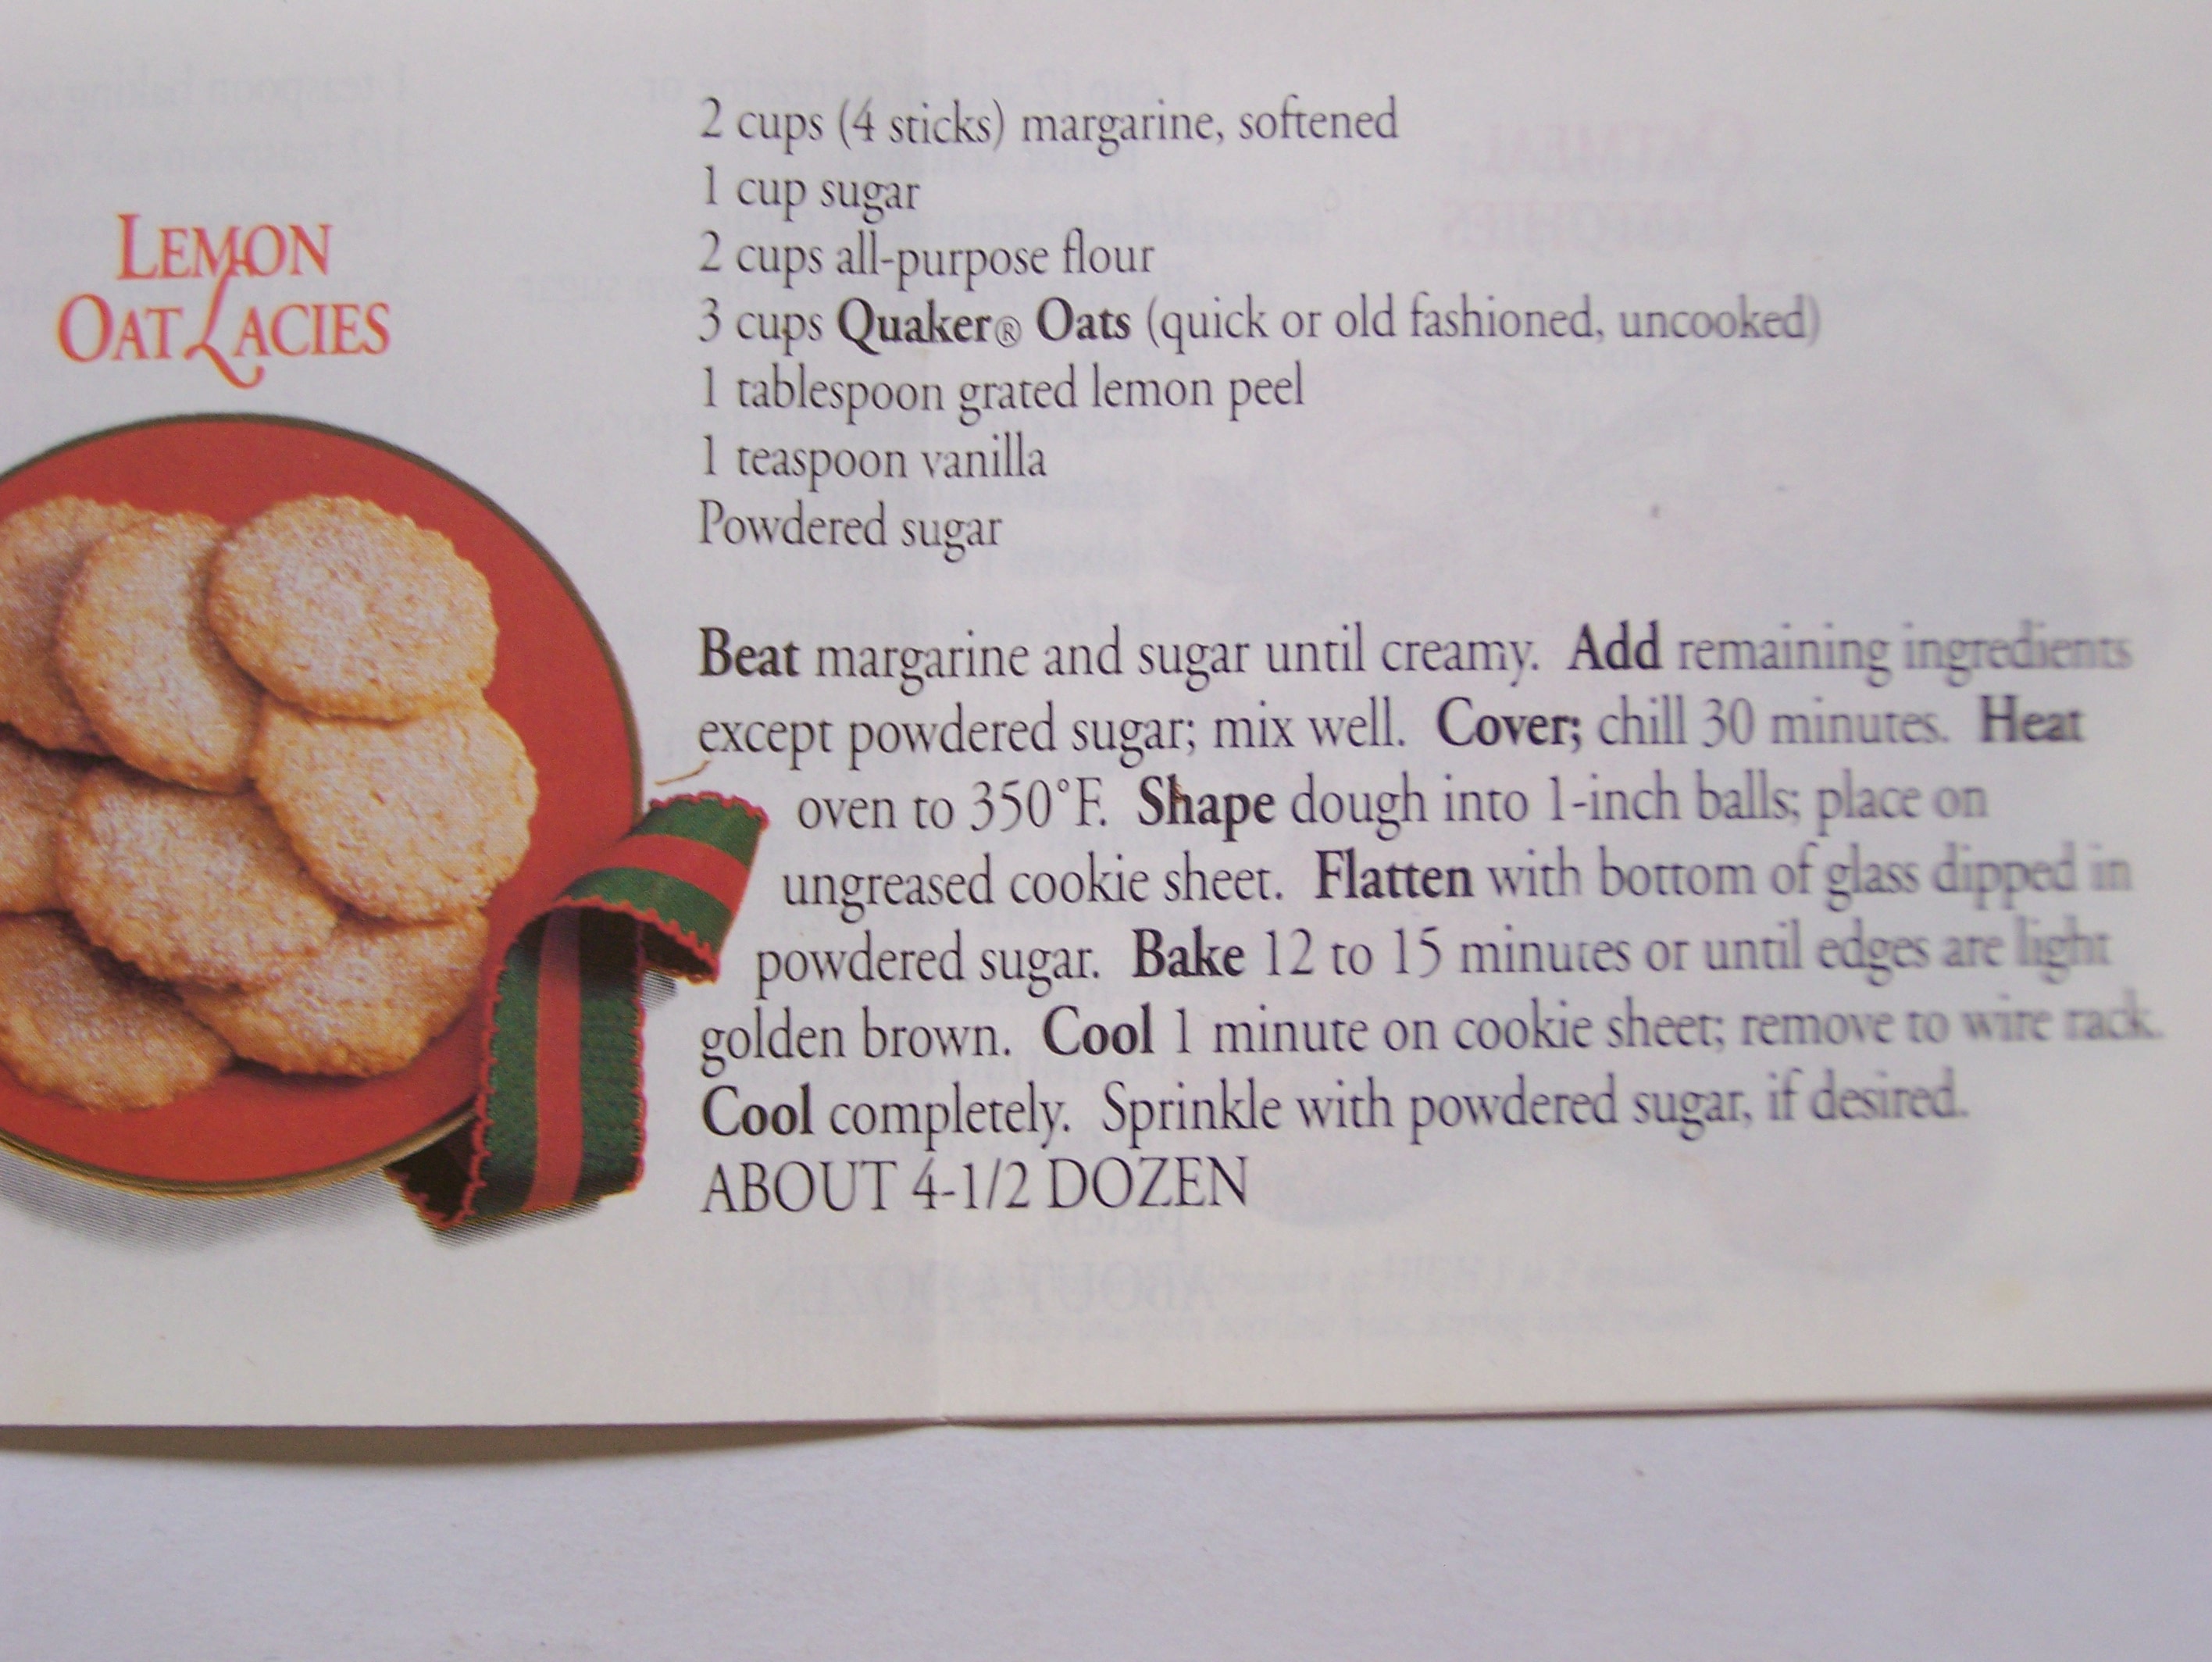 LEMON
OAT LACIES
2 cups (4 sticks) margarine, softened
1 cup sugar
2 cups all-purpose flour
3 cups Quaker® Oats (quick or old fashioned, uncooked)
1 tablespoon grated lemon peel
1 teaspoon vanilla
Powdered sugar
Beat margarine and sugar until creamy. Add remaining ingredients
except powdered sugar; mix well. Cover; chill 30 minutes. Heat
oven to 350°F. Shape dough into 1-inch balls; place on
ungreased cookie sheet. Flatten with bottom of glass dipped in
powdered sugar. Bake 12 to 15 minutes or until edges are light
golden brown. Cool 1 minute on cookie sheet; remove to wire rack.
Cool completely. Sprinkle with powdered sugar, if desired.
ABOUT 4-1/2 DOZEN